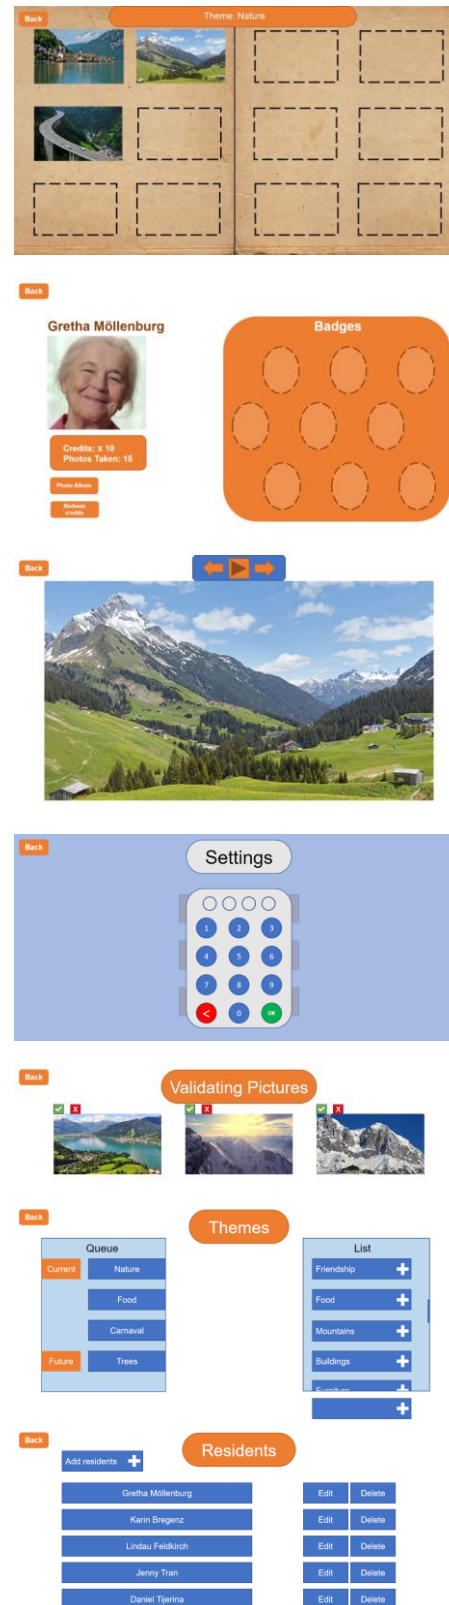 Back
Theme: Nature
Back
Gretha Möllenburg
Credits: x 10
Photos Taken: 15
Photo Album
Redeem
credits
Badges
Back
Back
Settings
1 2 3
4 5 6
7 8 9
< 0 OK
Back
Validating Pictures
Back
Themes
Queue
Current
Nature
Food
Carnaval
Future
Trees
List
Friendship
Food
Mountains
Buildings
Furniture
Back
Residents
Add residents
Gretha Möllenburg Edit Delete
Karin Bregenz Edit Delete
Lindau Feldkirch Edit Delete
Jenny Tran Edit Delete
Daniel Tijerina Edit Delete